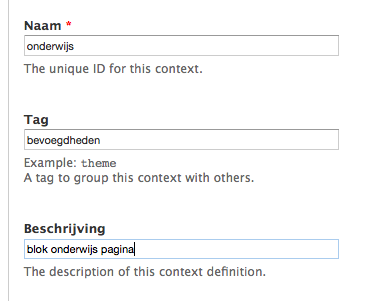 Naam *
onderwijs
The unique ID for this context.
Tag
bevoegdheden
Example: theme
A tag to group this context with others.
Beschrijving
blok onderwijs pagina
The description of this context definition.